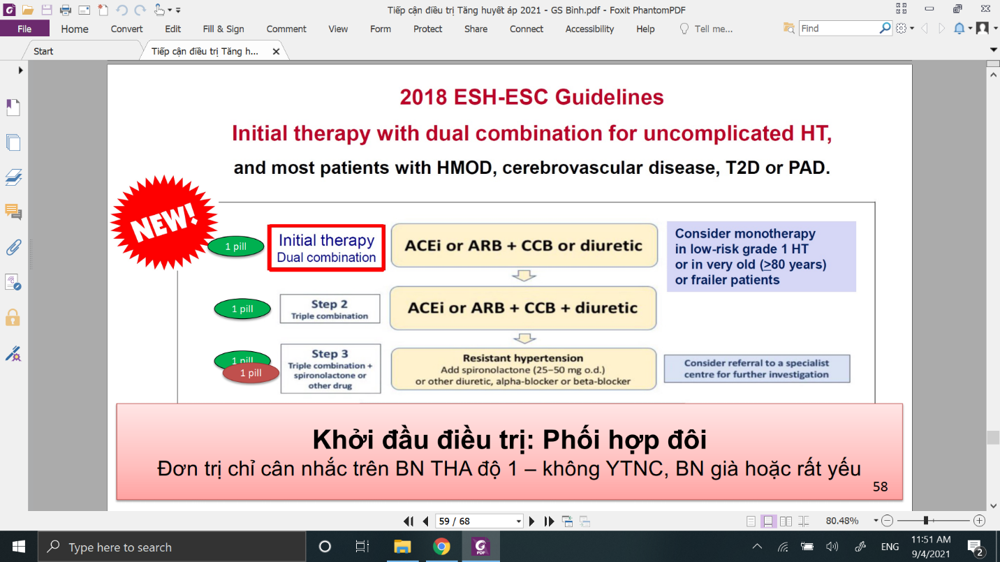 Tiếp cận điều trị Tăng huyết áp 2021 - GS Binh.pdf - Foxit PhantomPDF
File Home Convert Edit Fill & Sign Comment View Form Protect Share Connect Accessibility Help Tell me... Find
Start Tiếp cận điều trị Tăng h...
2018 ESH-ESC Guidelines
Initial therapy with dual combination for uncomplicated HT,
and most patients with HMOD, cerebrovascular disease, T2D or PAD.
NEW!
1 pill
Initial therapy
Dual combination
ACEi or ARB + CCB or diuretic
Consider monotherapy
in low-risk grade 1 HT
or in very old (≥80 years)
or frailer patients
1 pill
Step 2
Triple combination
ACEi or ARB + CCB + diuretic
1 pill
1 pill
Step 3
Triple combination +
spironolactone or
other drug
Resistant hypertension
Add spironolactone (25–50 mg o.d.)
or other diuretic, alpha-blocker or beta-blocker
Consider referral to a specialist
centre for further investigation
Khởi đầu điều trị: Phối hợp đôi
Đơn trị chỉ cân nhắc trên BN THA độ 1 – không YTNC, BN già hoặc rất yếu
58
59 / 68
80.48%
Type here to search
PDF
ENG
11:51 AM
9/4/2021
2